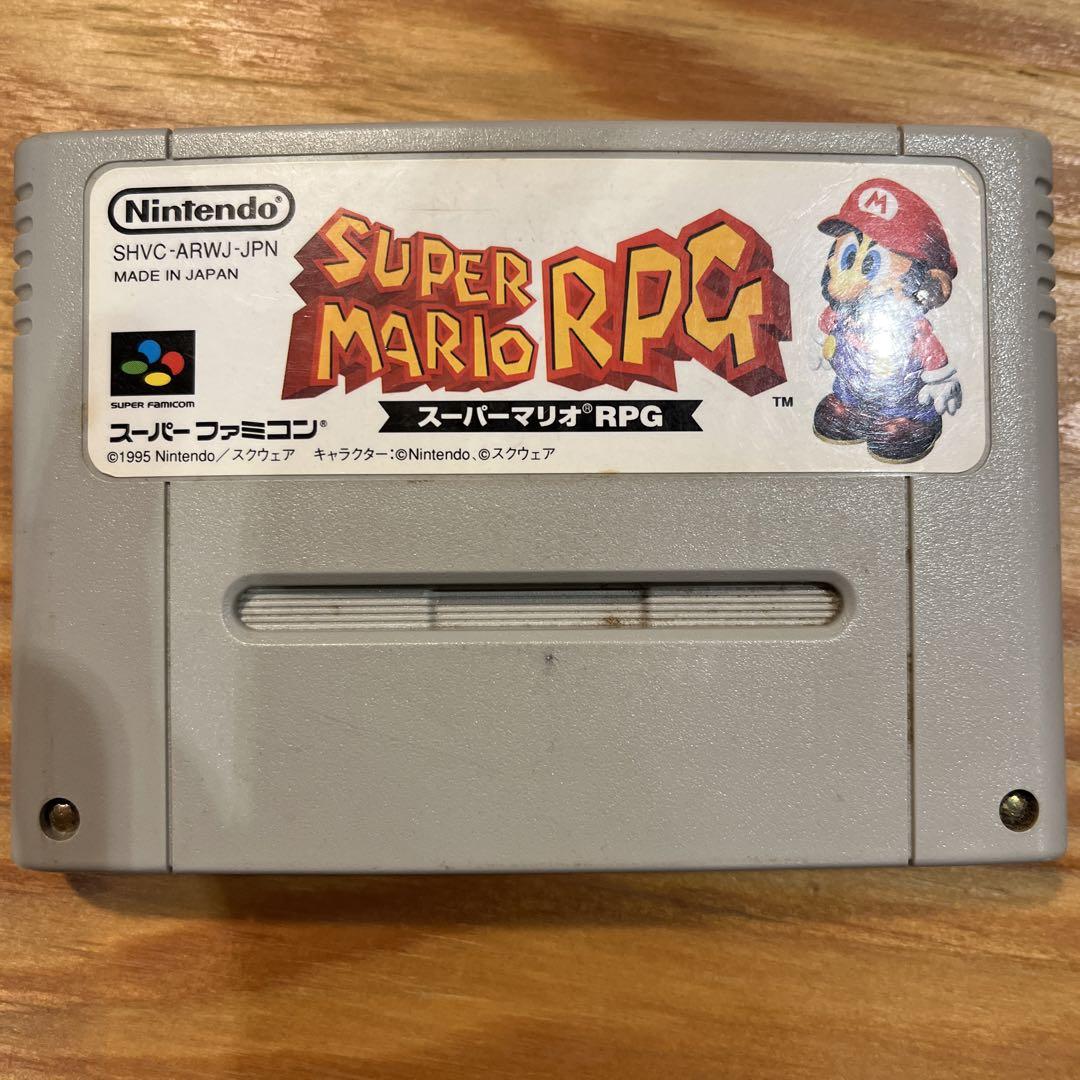 Nintendo®
SHVC-ARWJ-JPN
MADE IN JAPAN
SUPER FAMICOM
スーパーファミコン®
SUPER
MARIO RPG
TM
スーパーマリオ®RPG
M
©1995 Nintendo/スクウェア キャラクター:©Nintendo、©スクウェア